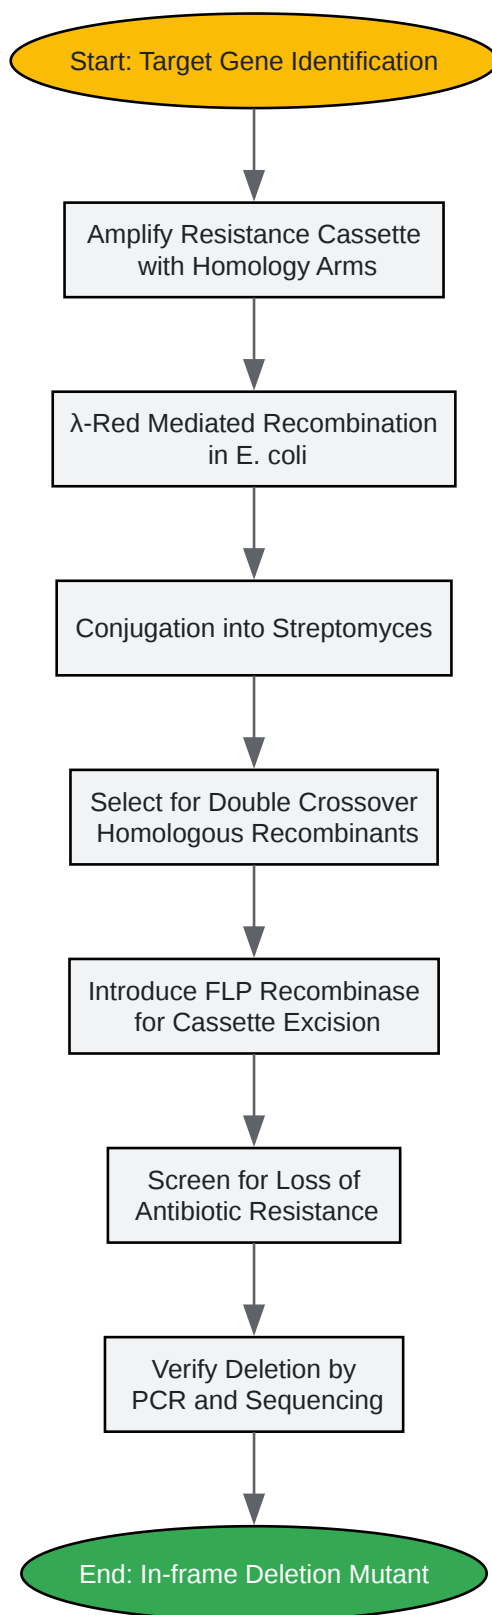 Start: Target Gene Identification
Amplify Resistance Cassette
with Homology Arms
λ-Red Mediated Recombination
in E. coli
Conjugation into Streptomyces
Select for Double Crossover
Homologous Recombinants
Introduce FLP Recombinase
for Cassette Excision
Screen for Loss of
Antibiotic Resistance
Verify Deletion by
PCR and Sequencing
End: In-frame Deletion Mutant